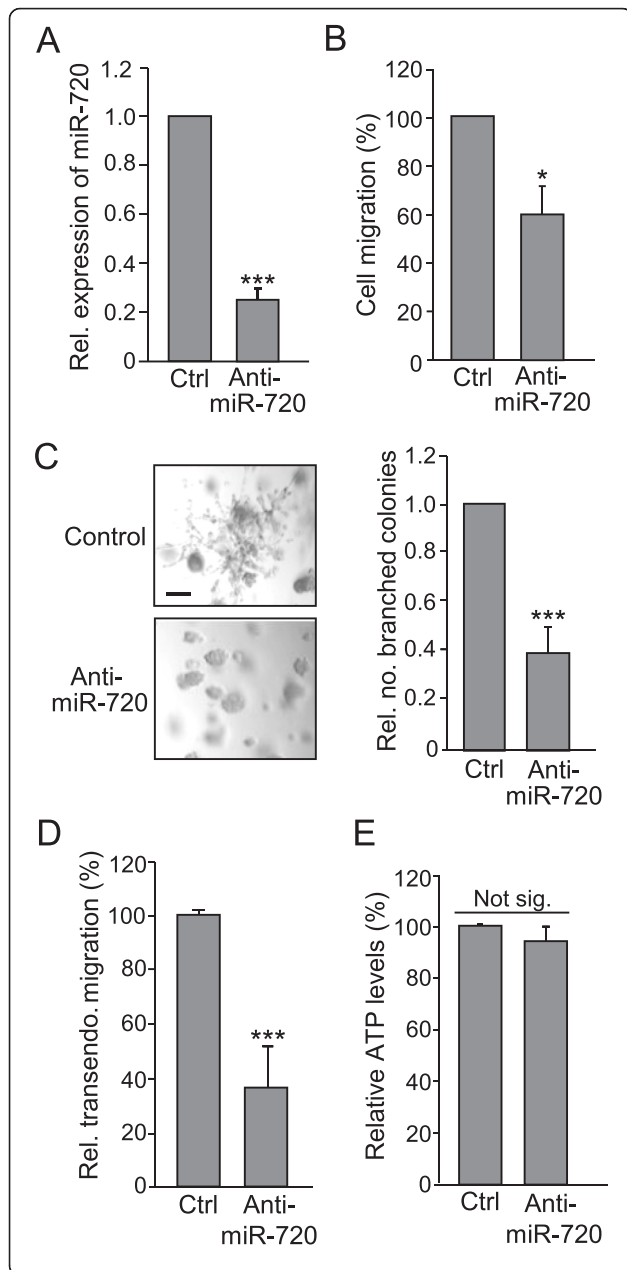 A
Rel. expression of miR-720
1.2
1.0
0.8
0.6
0.4
0.2
0
***
Ctrl
Anti-
miR-720
B
Cell migration (%)
120
100
80
60
40
20
0
*
Ctrl
Anti-
miR-720
C
Control
Anti-
miR-720
Rel. no. branched colonies
1.2
1.0
0.8
0.6
0.4
0.2
0
***
Ctrl
Anti-
miR-720
D
Rel. transendo. migration (%)
120
100
80
60
40
20
0
***
Ctrl
Anti-
miR-720
E
Relative ATP levels (%)
120
100
80
60
40
20
0
Not sig.
Ctrl
Anti-
miR-720